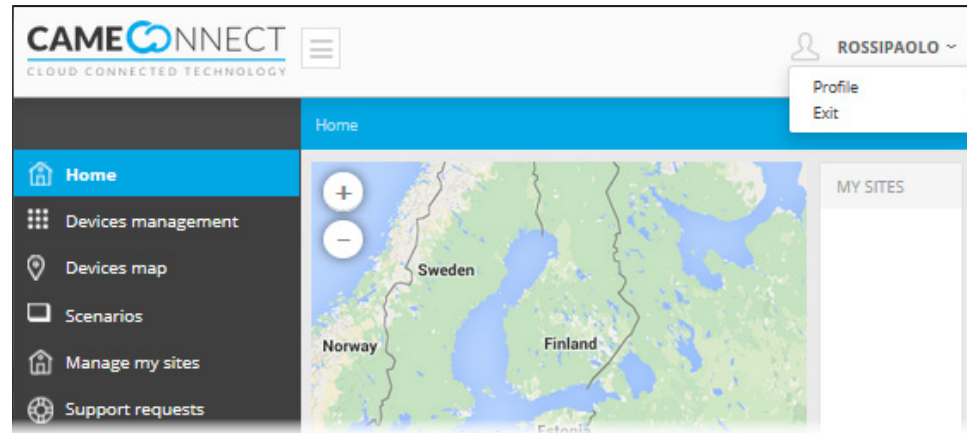 CAMECONNECT
CLOUD CONNECTED TECHNOLOGY
ROSSIPAOLO
Profile
Exit
Home
Home
Devices management
Devices map
Scenarios
Manage my sites
Support requests
+
−
Sweden
Norway
Finland
Estonia
MY SITES